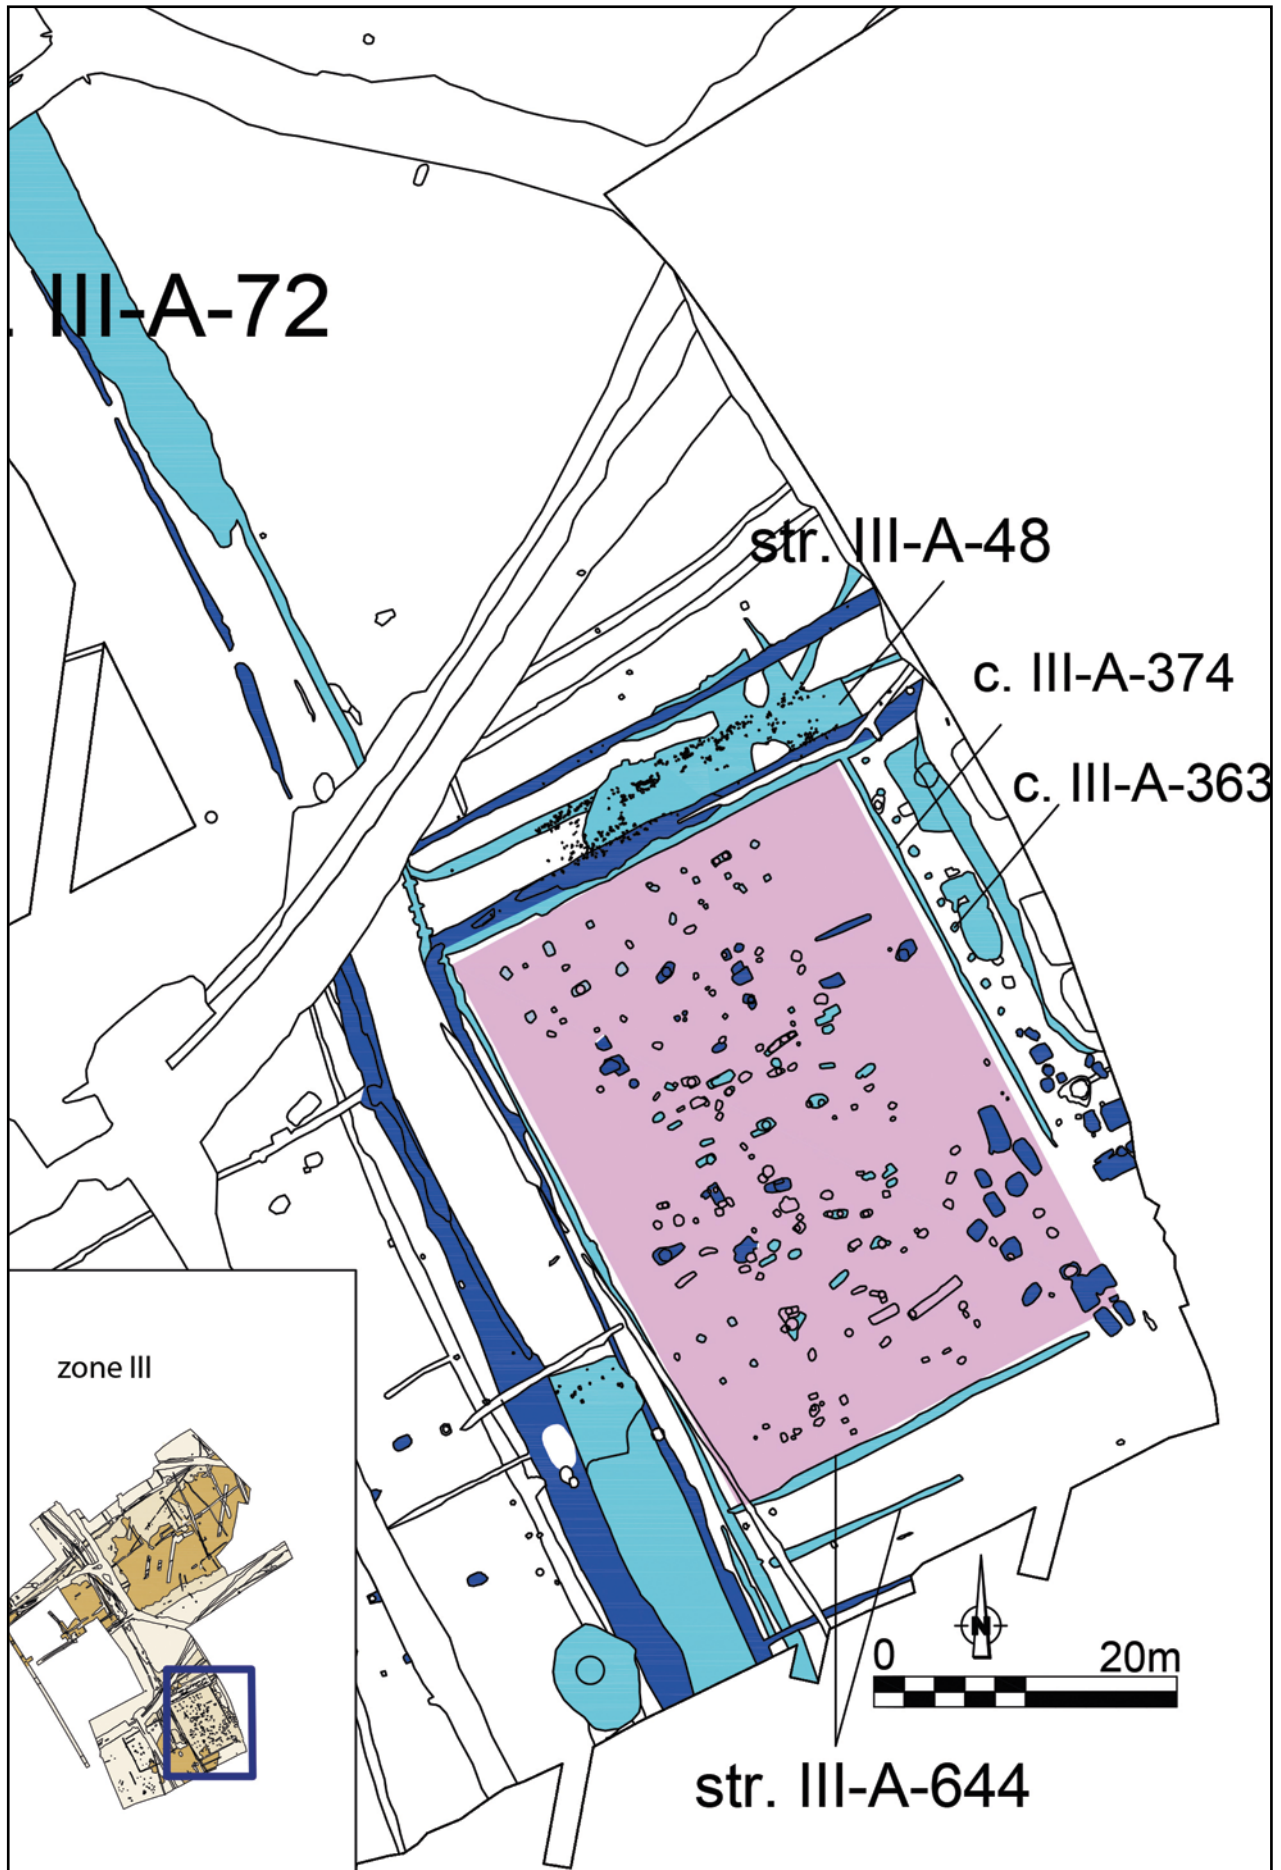 . III-A-72
str. III-A-48
c. III-A-374
c. III-A-363
zone III
N
0 20m
str. III-A-644